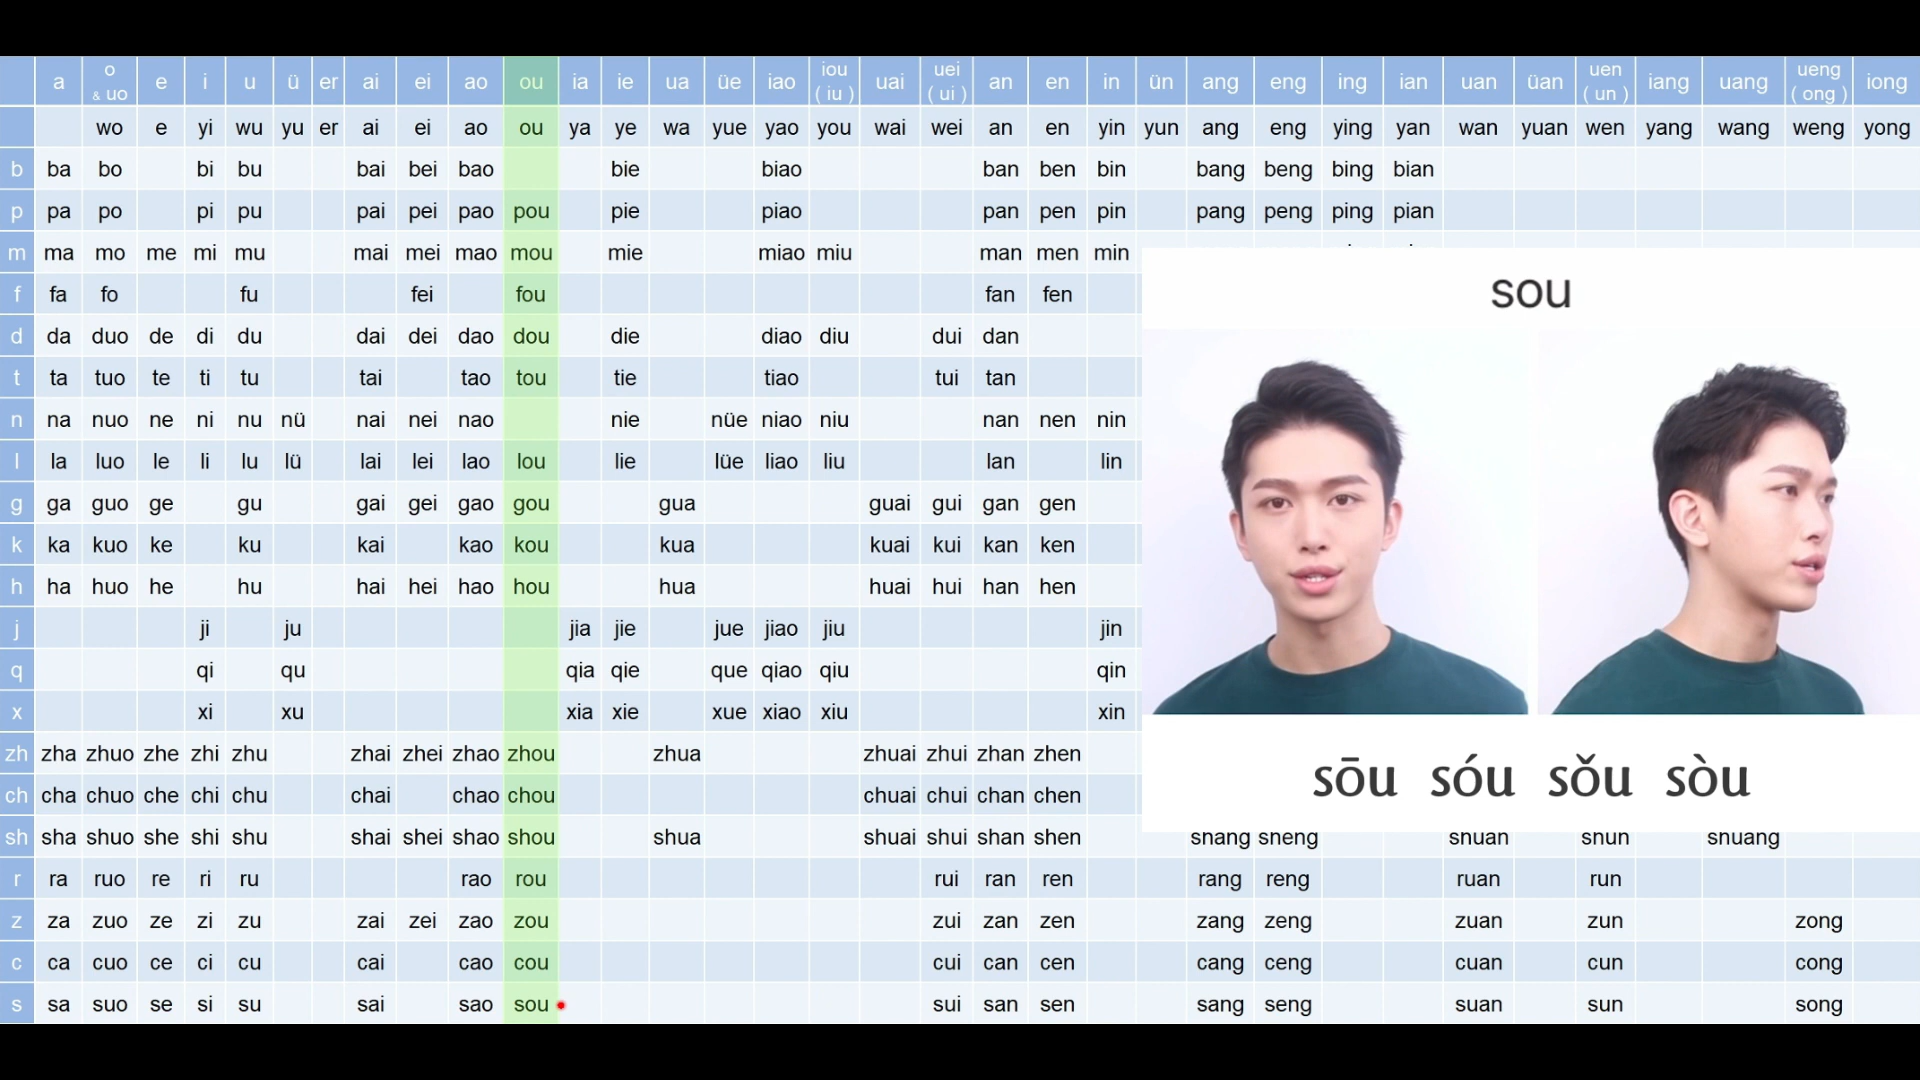 a o & uo e i u ü er ai ei ao ou ia ie ua üe iao iou ( iu ) uai uei ( ui ) an en in ün ang eng ing ian uan üan uen ( un ) iang uang ueng ( ong ) iong
wo e yi wu yu er ai ei ao ou ya ye wa yue yao you wai wei an en yin yun ang eng ying yan wan yuan wen yang wang weng yong
b ba bo bi bu bai bei bao bie biao ban ben bin bang beng bing bian
p pa po pi pu pai pei pao pou pie piao pan pen pin pang peng ping pian
m ma mo me mi mu mai mei mao mou mie miao miu man men min
f fa fo fu fei fou fan fen
d da duo de di du dai dei dao dou die diao diu dui dan
t ta tuo te ti tu tai tao tou tie tiao tui tan
n na nuo ne ni nu nü nai nei nao nie nüe niao niu nan nen nin
l la luo le li lu lü lai lei lao lou lie lüe liao liu lan lin
g ga guo ge gu gai gei gao gou gua guai gui gan gen
k ka kuo ke ku kai kao kou kua kuai kui kan ken
h ha huo he hu hai hei hao hou hua huai hui han hen
j ji ju jia jie jue jiao jiu jin
q qi qu qia qie que qiao qiu qin
x xi xu xia xie xue xiao xiu xin
zh zha zhuo zhe zhi zhu zhai zhei zhao zhou zhua zhuai zhui zhan zhen
ch cha chuo che chi chu chai chao chou chuai chui chan chen
sh sha shuo she shi shu shai shei shao shou shua shuai shui shan shen shang sheng shuan shun shuang
r ra ruo re ri ru rao rou rui ran ren rang reng ruan run
z za zuo ze zi zu zai zei zao zou zui zan zen zang zeng zuan zun zong
c ca cuo ce ci cu cai cao cou cui can cen cang ceng cuan cun cong
s sa suo se si su sai sao sou sui san sen sang seng suan sun song
sou
sōu sóu sǒu sòu